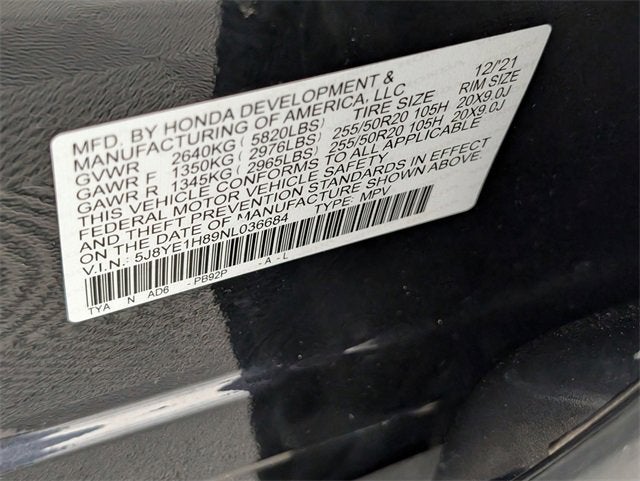 MFD. BY HONDA DEVELOPMENT & 12/'21
MANUFACTURING OF AMERICA, LLC
TIRE SIZE RIM SIZE
GVWR 2640KG ( 5820LBS)
GAWR F 1350KG ( 2976LBS) 255/50R20 105H 20X9.0J
GAWR R 1345KG ( 2965LBS) 255/50R20 105H 20X9.0J
THIS VEHICLE CONFORMS TO ALL APPLICABLE
FEDERAL MOTOR VEHICLE SAFETY
AND THEFT PREVENTION STANDARDS IN EFFECT
ON THE DATE OF MANUFACTURE SHOWN ABOVE.
V.I.N.: 5J8YE1H89NL036684 TYPE: MPV
TYA N AD6 - PB92P - A - L